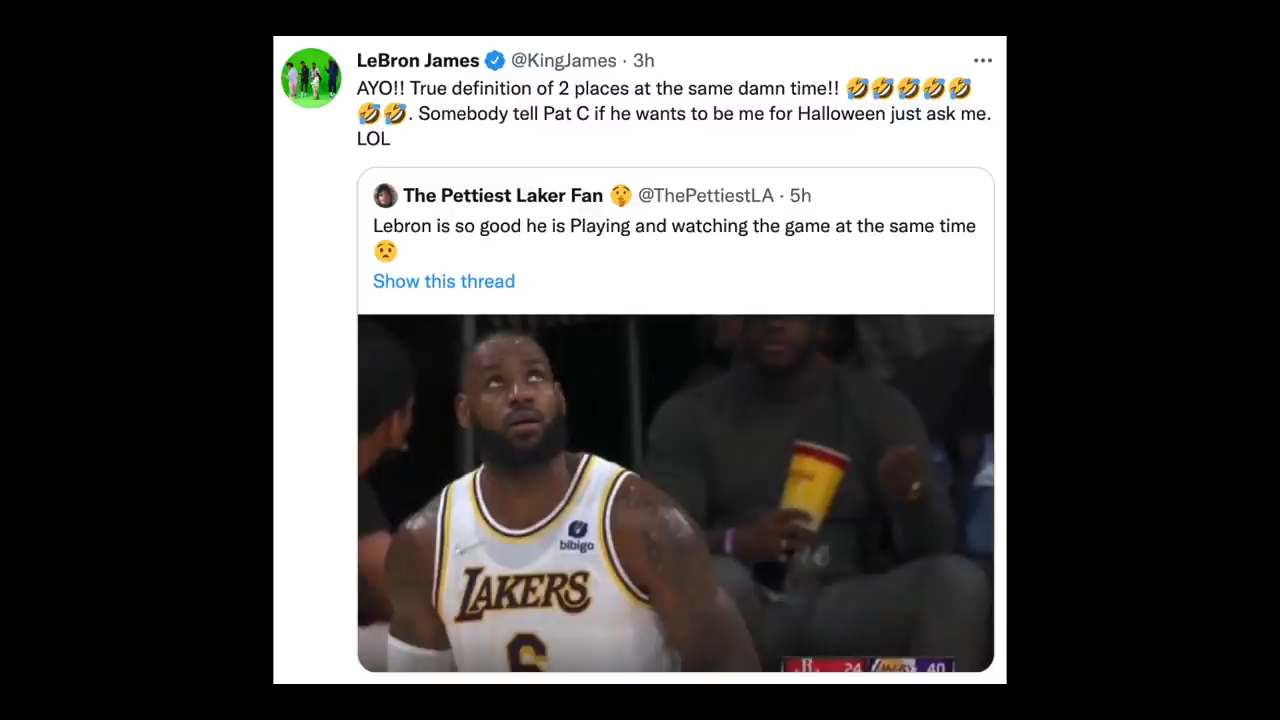 LeBron James @KingJames · 3h
AYO!! True definition of 2 places at the same damn time!! 🤣🤣🤣🤣🤣
🤣🤣. Somebody tell Pat C if he wants to be me for Halloween just ask me.
LOL
The Pettiest Laker Fan 🤫 @ThePettiestLA · 5h
Lebron is so good he is Playing and watching the game at the same time
😟
Show this thread
bibigo
LAKERS
6
R 24 LAKERS 40